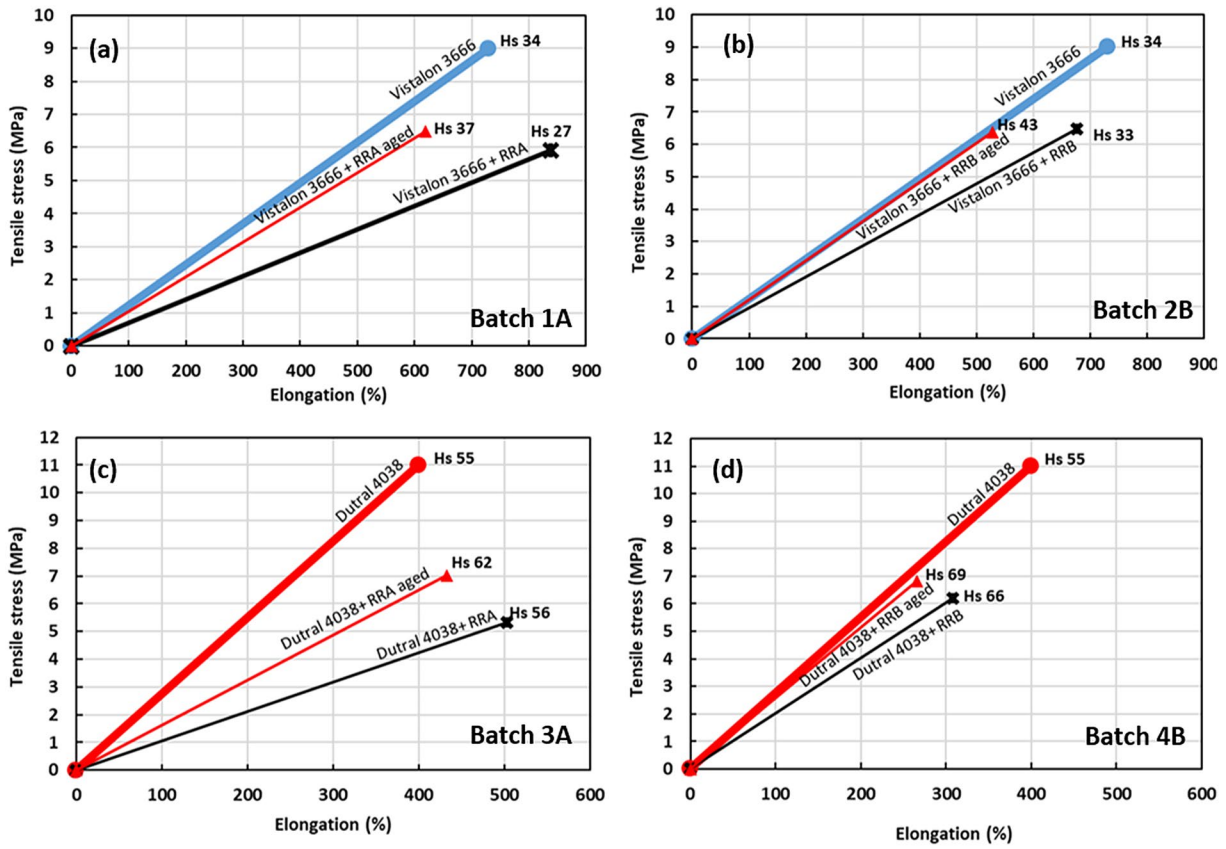 (a)
10
9
8
7
6
5
4
3
2
1
0
Tensile stress (MPa)
Hs 34
Vistalon 3666
Hs 37
Vistalon 3666 + RRA aged
Hs 27
Vistalon 3666 + RRA
Batch 1A
0 100 200 300 400 500 600 700 800 900
Elongation (%)
(b)
10
9
8
7
6
5
4
3
2
1
0
Tensile stress (MPa)
Hs 34
Vistalon 3666
Hs 43
Vistalon 3666 + RRB aged
Hs 33
Vistalon 3666 + RRB
Batch 2B
0 100 200 300 400 500 600 700 800 900
Elongation (%)
(c)
12
11
10
9
8
7
6
5
4
3
2
1
0
Tensile stress (MPa)
Hs 55
Dutral 4038
Hs 62
Dutral 4038+ RRA aged
Hs 56
Dutral 4038+ RRA
Batch 3A
0 100 200 300 400 500 600
Elongation (%)
(d)
12
11
10
9
8
7
6
5
4
3
2
1
0
Tensile stress (MPa)
Hs 55
Dutral 4038
Hs 69
Dutral 4038+ RRB aged
Hs 66
Dutral 4038+ RRB
Batch 4B
0 100 200 300 400 500 600
Elongation (%)